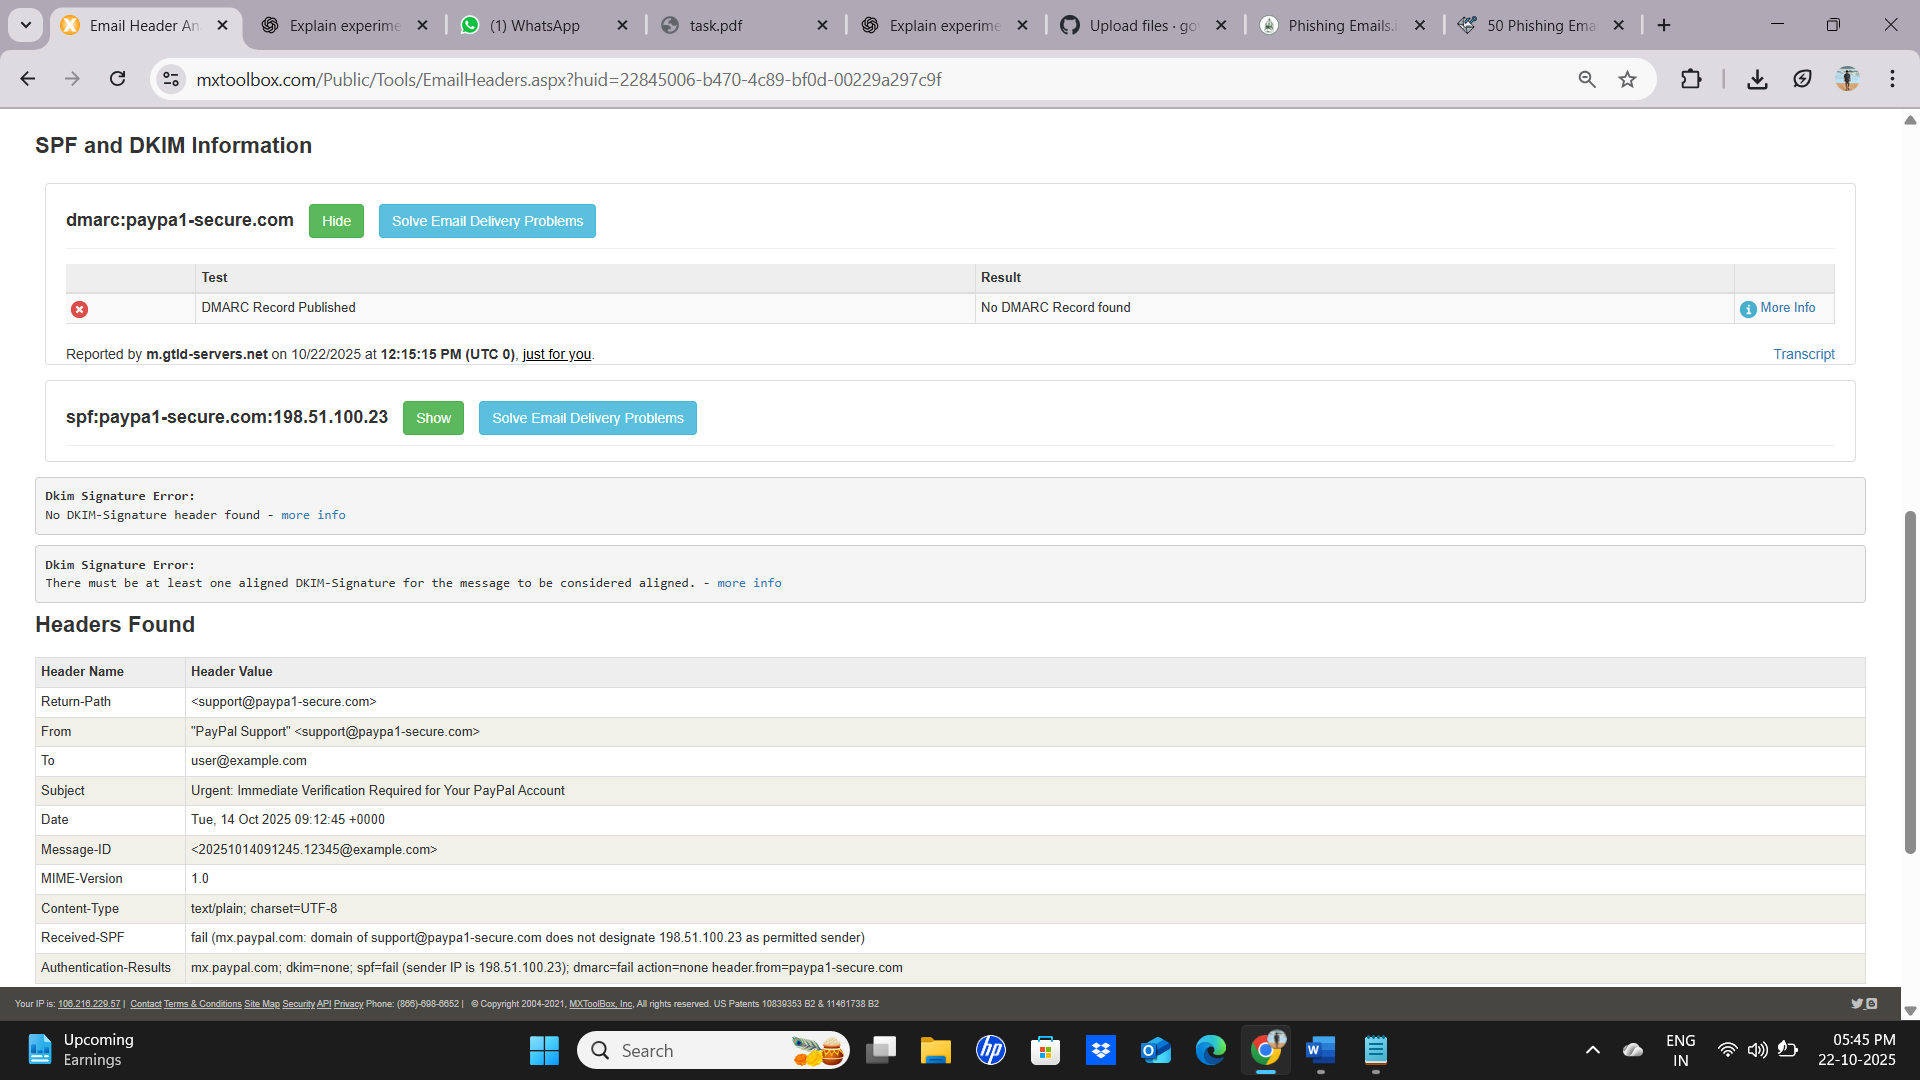 Email Header An
Explain experime
(1) WhatsApp
task.pdf
Explain experime
Upload files · go
Phishing Emails.i
50 Phishing Ema
mxtoolbox.com/Public/Tools/EmailHeaders.aspx?huid=22845006-b470-4c89-bf0d-00229a297c9f
SPF and DKIM Information
dmarc:paypa1-secure.com Hide Solve Email Delivery Problems
Test Result
DMARC Record Published No DMARC Record found More Info
Reported by m.gtld-servers.net on 10/22/2025 at 12:15:15 PM (UTC 0), just for you. Transcript
spf:paypa1-secure.com:198.51.100.23 Show Solve Email Delivery Problems
Dkim Signature Error:
No DKIM-Signature header found - more info
Dkim Signature Error:
There must be at least one aligned DKIM-Signature for the message to be considered aligned. - more info
Headers Found
Header Name Header Value
Return-Path <support@paypa1-secure.com>
From "PayPal Support" <support@paypa1-secure.com>
To user@example.com
Subject Urgent: Immediate Verification Required for Your PayPal Account
Date Tue, 14 Oct 2025 09:12:45 +0000
Message-ID <20251014091245.12345@example.com>
MIME-Version 1.0
Content-Type text/plain; charset=UTF-8
Received-SPF fail (mx.paypal.com: domain of support@paypa1-secure.com does not designate 198.51.100.23 as permitted sender)
Authentication-Results mx.paypal.com; dkim=none; spf=fail (sender IP is 198.51.100.23); dmarc=fail action=none header.from=paypa1-secure.com
Your IP is: 106.216.229.57 | Contact Terms & Conditions Site Map Security API Privacy Phone: (866)-698-6652 | © Copyright 2004-2021, MXToolBox, Inc, All rights reserved. US Patents 10839353 B2 & 11461738 B2
Upcoming
Earnings
Search
ENG
IN
05:45 PM
22-10-2025